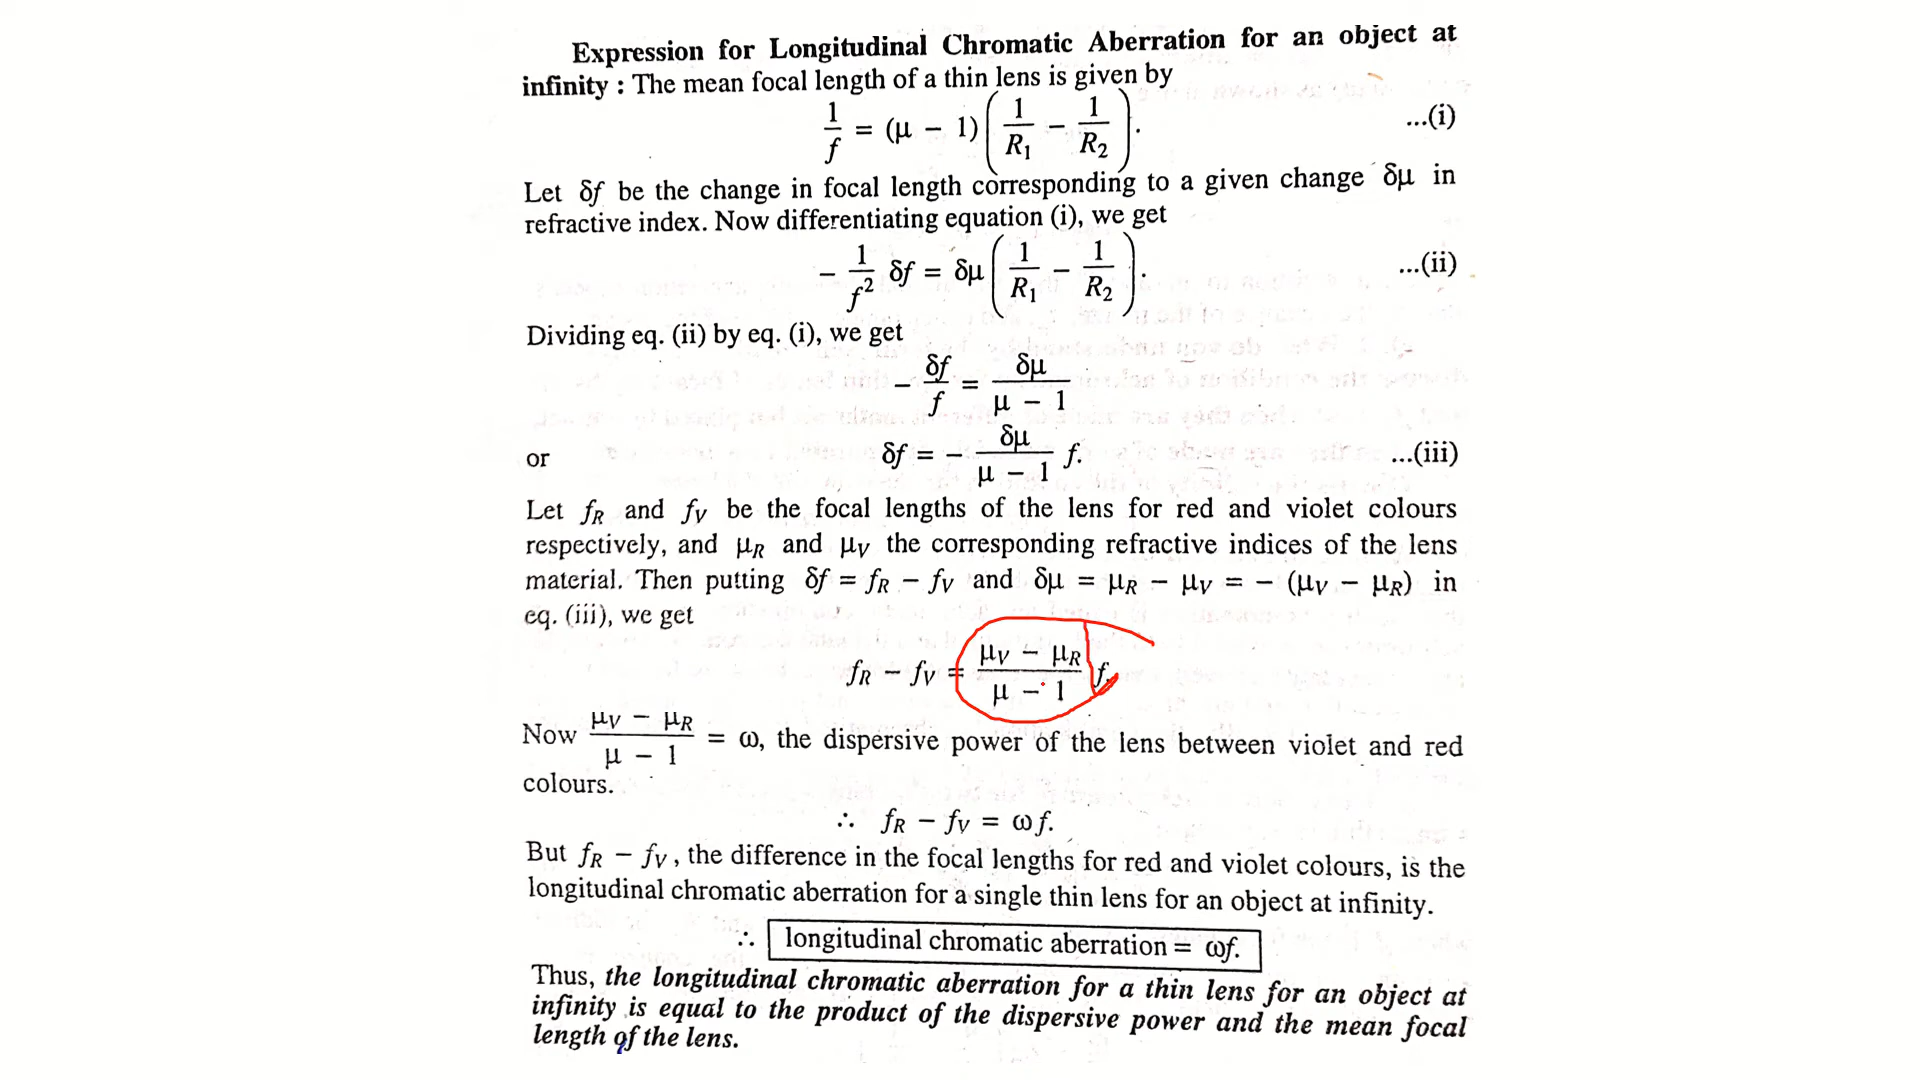 Expression for Longitudinal Chromatic Aberration for an object at
infinity : The mean focal length of a thin lens is given by
1/f = (μ − 1) (1/R₁ − 1/R₂). ...(i)
Let δf be the change in focal length corresponding to a given change δμ in
refractive index. Now differentiating equation (i), we get
− 1/f² δf = δμ (1/R₁ − 1/R₂). ...(ii)
Dividing eq. (ii) by eq. (i), we get
− δf/f = δμ/(μ − 1)
or δf = − δμ/(μ − 1) f. ...(iii)
Let f_R and f_V be the focal lengths of the lens for red and violet colours
respectively, and μ_R and μ_V the corresponding refractive indices of the lens
material. Then putting δf = f_R − f_V and δμ = μ_R − μ_V = − (μ_V − μ_R) in
eq. (iii), we get
f_R − f_V = (μ_V − μ_R)/(μ − 1) f.
Now (μ_V − μ_R)/(μ − 1) = ω, the dispersive power of the lens between violet and red
colours.
∴ f_R − f_V = ω f.
But f_R − f_V, the difference in the focal lengths for red and violet colours, is the
longitudinal chromatic aberration for a single thin lens for an object at infinity.
∴ longitudinal chromatic aberration = ωf.
Thus, the longitudinal chromatic aberration for a thin lens for an object at
infinity is equal to the product of the dispersive power and the mean focal
length of the lens.